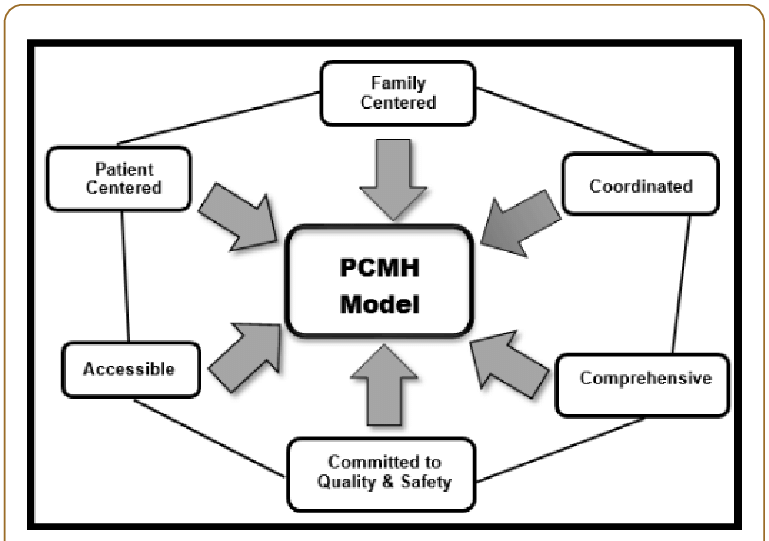 Family
Centered
Patient
Centered
Coordinated
PCMH
Model
Accessible
Comprehensive
Committed to
Quality & Safety